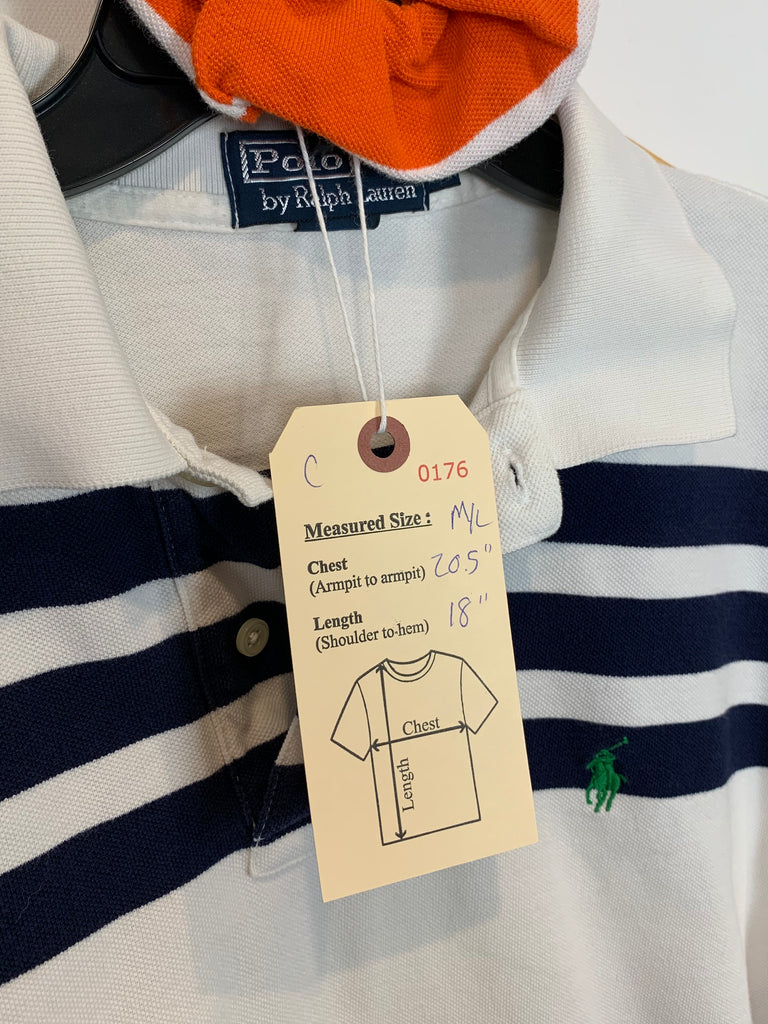 Polo
by Ralph Lauren
C
0176
Measured Size : M/L
Chest
(Armpit to armpit) 20.5"
Length
(Shoulder to hem) 18"
Chest
Length